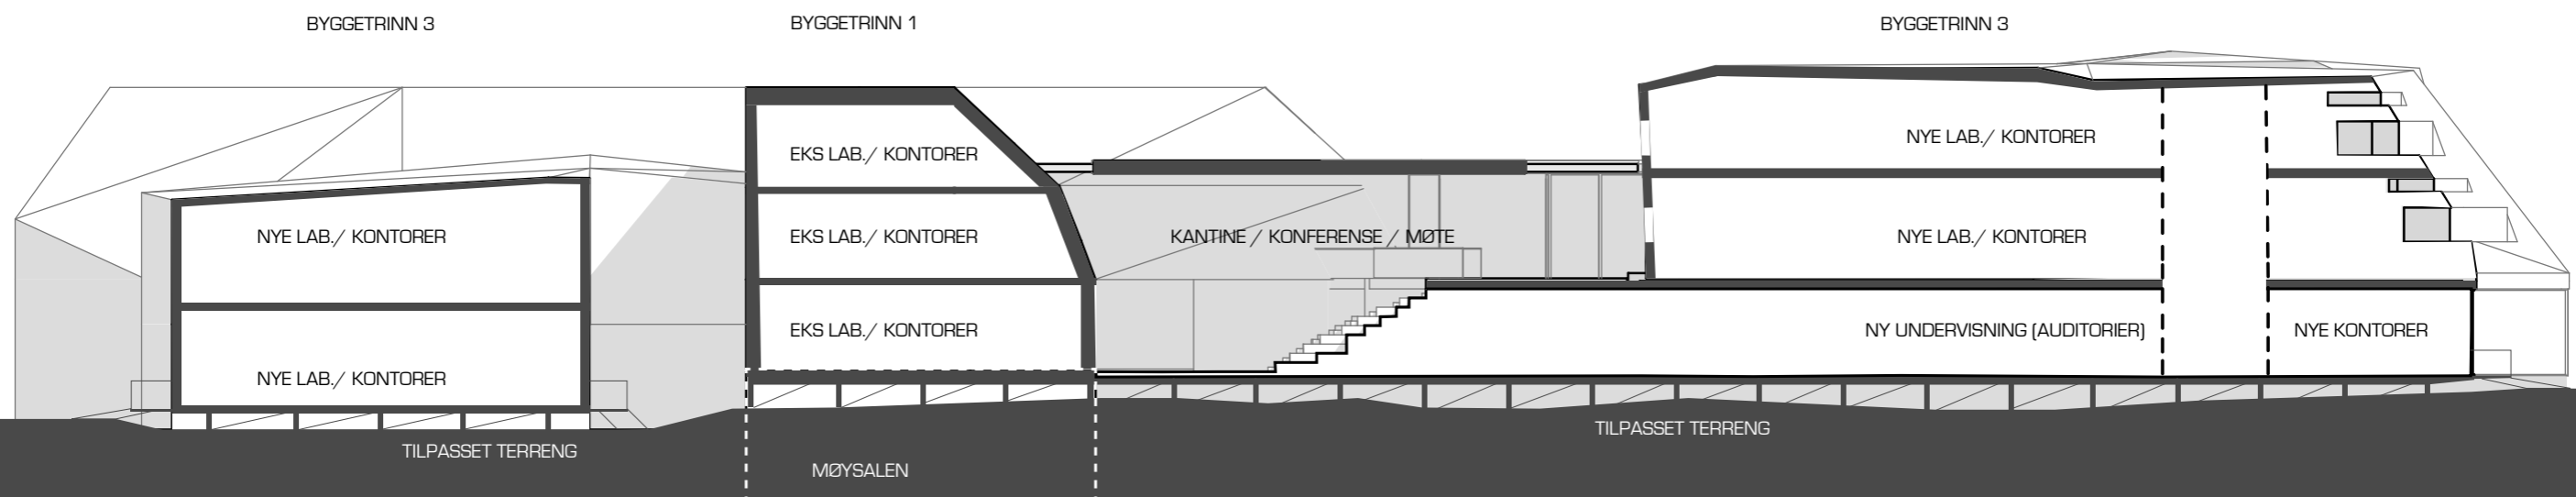 BYGGETRINN 3
BYGGETRINN 1
BYGGETRINN 3
NYE LAB./ KONTORER
EKS LAB./ KONTORER
NYE LAB./ KONTORER
EKS LAB./ KONTORER
KANTINE / KONFERENSE / MØTE
NYE LAB./ KONTORER
EKS LAB./ KONTORER
NY UNDERVISNING (AUDITORIER)
NYE KONTORER
NYE LAB./ KONTORER
TILPASSET TERRENG
TILPASSET TERRENG
MØYSALEN